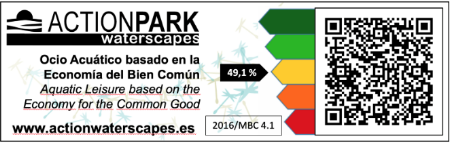 ACTIONPARK
waterscapes
Ocio Acuático basado en la
Economía del Bien Común
Aquatic Leisure based on the
Economy for the Common Good
www.actionwaterscapes.es
49,1 %
2016/MBC 4.1